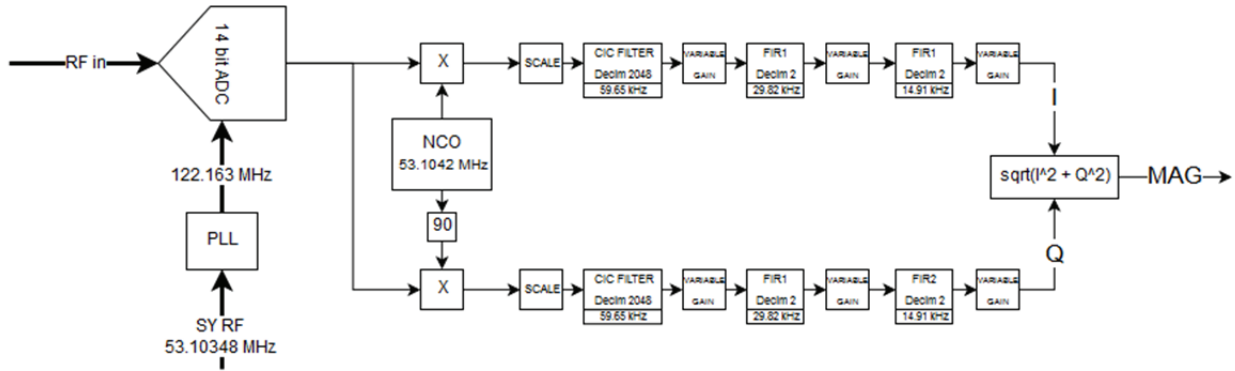 RF in
14 bit ADC
122.163 MHz
PLL
SY RF
53.10348 MHz
X
SCALE
CIC FILTER
Decim 2048
59.65 kHz
VARIABLE
GAIN
FIR1
Decim 2
29.82 kHz
VARIABLE
GAIN
FIR1
Decim 2
14.91 kHz
VARIABLE
GAIN
I
NCO
53.1042 MHz
90
sqrt(I^2 + Q^2)
MAG
X
SCALE
CIC FILTER
Decim 2048
59.65 kHz
VARIABLE
GAIN
FIR1
Decim 2
29.82 kHz
VARIABLE
GAIN
FIR2
Decim 2
14.91 kHz
VARIABLE
GAIN
Q